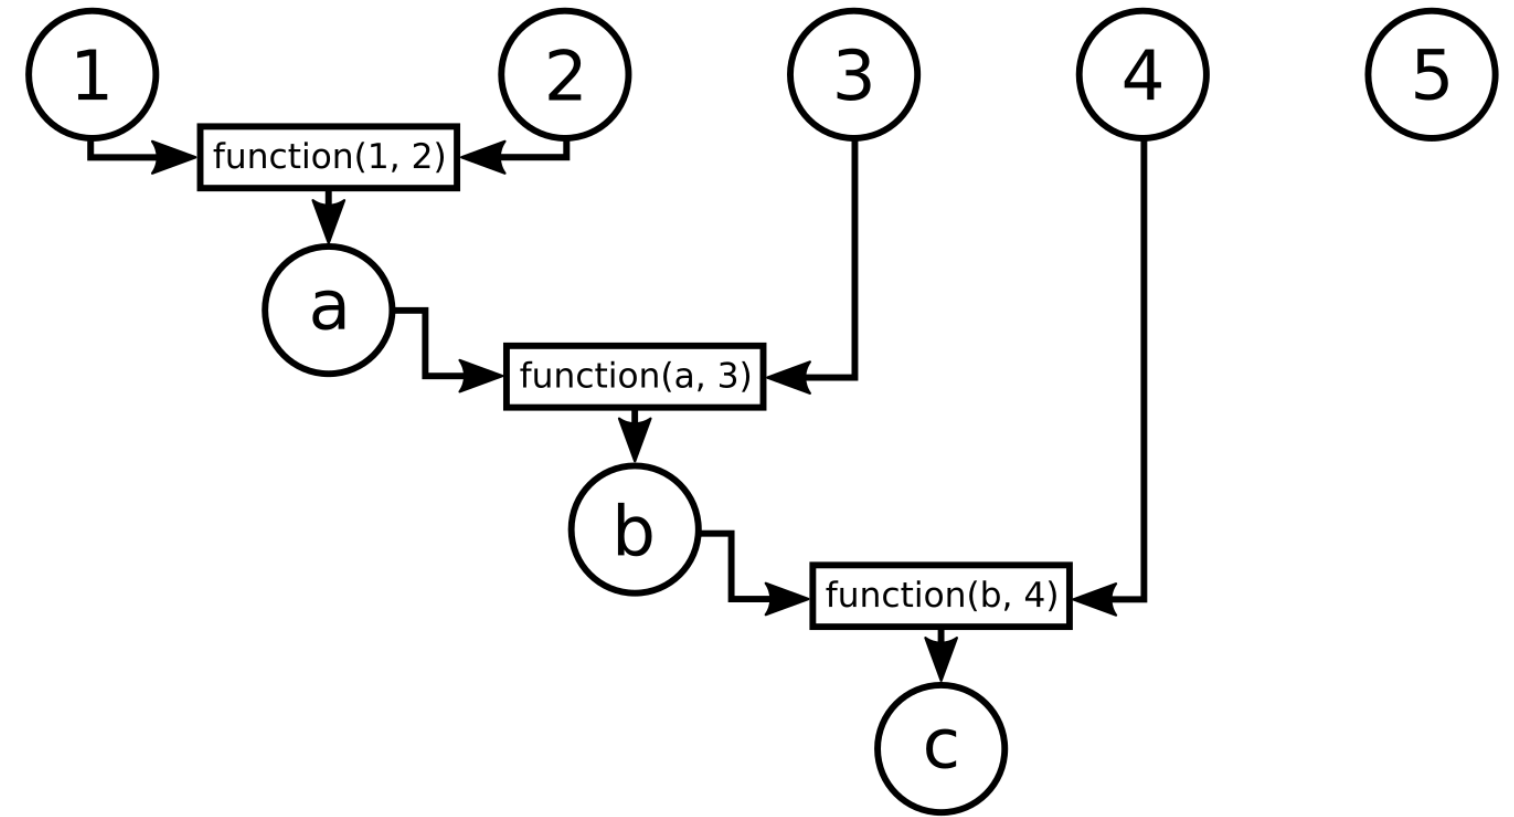 1
2
3
4
5
function(1, 2)
a
function(a, 3)
b
function(b, 4)
c